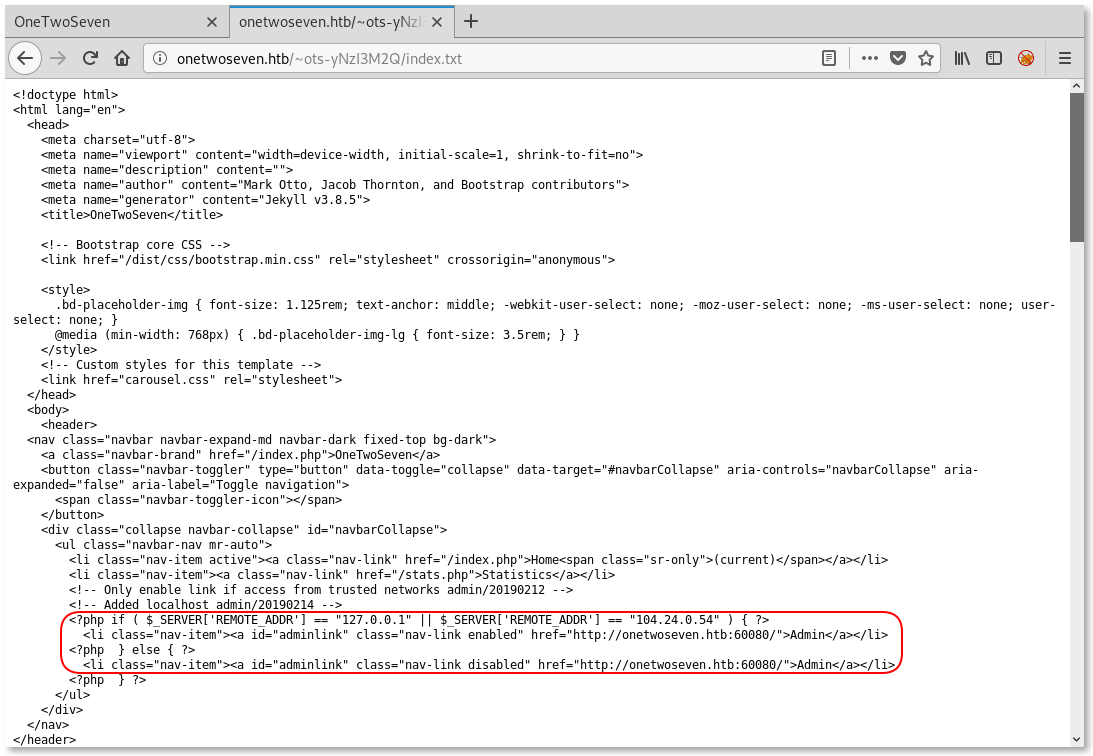 OneTwoSeven
onetwoseven.htb/~ots-yNzI
onetwoseven.htb/~ots-yNzI3M2Q/index.txt
<!doctype html>
<html lang="en">
  <head>
    <meta charset="utf-8">
    <meta name="viewport" content="width=device-width, initial-scale=1, shrink-to-fit=no">
    <meta name="description" content="">
    <meta name="author" content="Mark Otto, Jacob Thornton, and Bootstrap contributors">
    <meta name="generator" content="Jekyll v3.8.5">
    <title>OneTwoSeven</title>

    <!-- Bootstrap core CSS -->
    <link href="/dist/css/bootstrap.min.css" rel="stylesheet" crossorigin="anonymous">

    <style>
      .bd-placeholder-img { font-size: 1.125rem; text-anchor: middle; -webkit-user-select: none; -moz-user-select: none; -ms-user-select: none; user-
select: none; }
      @media (min-width: 768px) { .bd-placeholder-img-lg { font-size: 3.5rem; } }
    </style>
    <!-- Custom styles for this template -->
    <link href="carousel.css" rel="stylesheet">
  </head>
  <body>
    <header>
  <nav class="navbar navbar-expand-md navbar-dark fixed-top bg-dark">
    <a class="navbar-brand" href="/index.php">OneTwoSeven</a>
    <button class="navbar-toggler" type="button" data-toggle="collapse" data-target="#navbarCollapse" aria-controls="navbarCollapse" aria-
expanded="false" aria-label="Toggle navigation">
      <span class="navbar-toggler-icon"></span>
    </button>
    <div class="collapse navbar-collapse" id="navbarCollapse">
      <ul class="navbar-nav mr-auto">
        <li class="nav-item active"><a class="nav-link" href="/index.php">Home<span class="sr-only">(current)</span></a></li>
        <li class="nav-item"><a class="nav-link" href="/stats.php">Statistics</a></li>
        <!-- Only enable link if access from trusted networks admin/20190212 -->
        <!-- Added localhost admin/20190214 -->
        <?php if ( $_SERVER['REMOTE_ADDR'] == "127.0.0.1" || $_SERVER['REMOTE_ADDR'] == "104.24.0.54" ) { ?>
          <li class="nav-item"><a id="adminlink" class="nav-link enabled" href="http://onetwoseven.htb:60080/">Admin</a></li>
        <?php  } else { ?>
          <li class="nav-item"><a id="adminlink" class="nav-link disabled" href="http://onetwoseven.htb:60080/">Admin</a></li>
        <?php  } ?>
      </ul>
    </div>
  </nav>
</header>